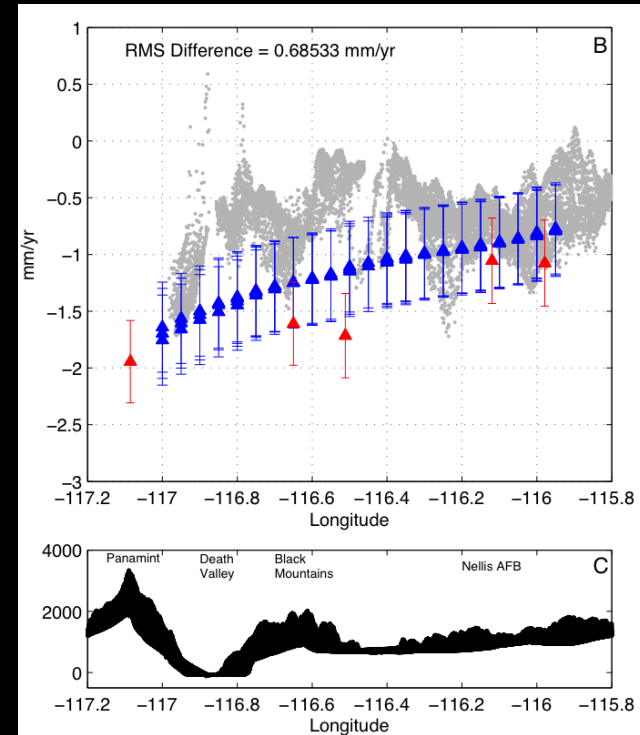 1
RMS Difference = 0.68533 mm/yr
B
0.5
0
−0.5
−1
−1.5
−2
−2.5
−3
mm/yr
−117.2 −117 −116.8 −116.6 −116.4 −116.2 −116 −115.8
Longitude
4000
2000
0
Panamint
Death
Valley
Black
Mountains
Nellis AFB
C
−117.2 −117 −116.8 −116.6 −116.4 −116.2 −116 −115.8
Longitude